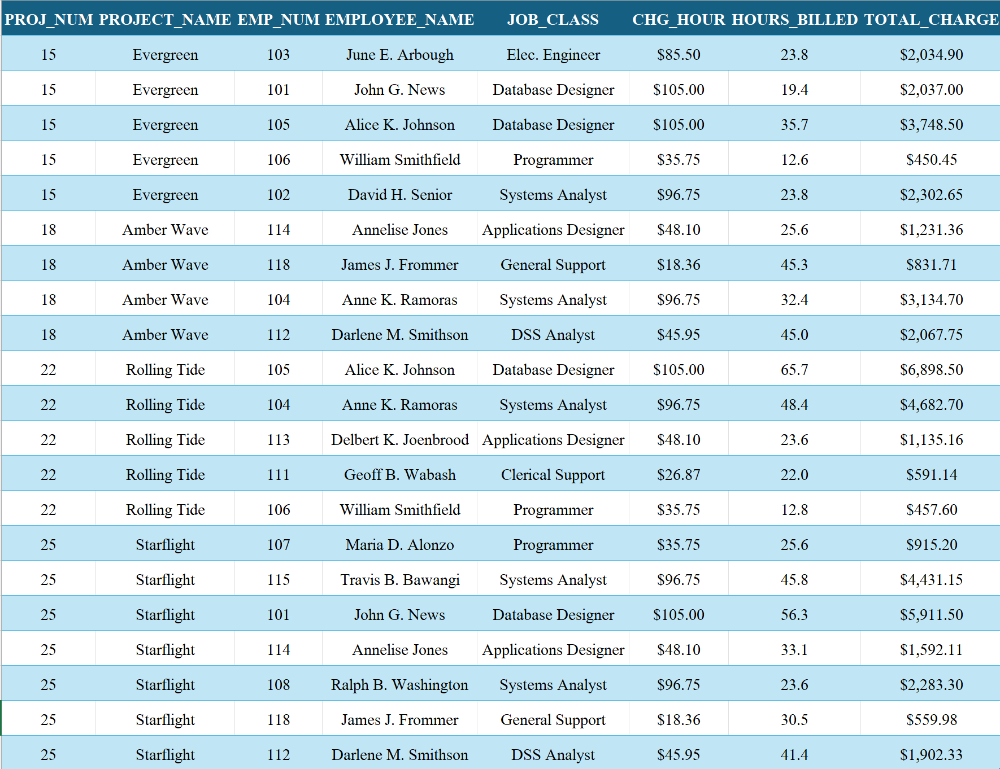 PROJ_NUM PROJECT_NAME EMP_NUM EMPLOYEE_NAME JOB_CLASS CHG_HOUR HOURS_BILLED TOTAL_CHARGE
15 Evergreen 103 June E. Arbough Elec. Engineer $85.50 23.8 $2,034.90
15 Evergreen 101 John G. News Database Designer $105.00 19.4 $2,037.00
15 Evergreen 105 Alice K. Johnson Database Designer $105.00 35.7 $3,748.50
15 Evergreen 106 William Smithfield Programmer $35.75 12.6 $450.45
15 Evergreen 102 David H. Senior Systems Analyst $96.75 23.8 $2,302.65
18 Amber Wave 114 Annelise Jones Applications Designer $48.10 25.6 $1,231.36
18 Amber Wave 118 James J. Frommer General Support $18.36 45.3 $831.71
18 Amber Wave 104 Anne K. Ramoras Systems Analyst $96.75 32.4 $3,134.70
18 Amber Wave 112 Darlene M. Smithson DSS Analyst $45.95 45.0 $2,067.75
22 Rolling Tide 105 Alice K. Johnson Database Designer $105.00 65.7 $6,898.50
22 Rolling Tide 104 Anne K. Ramoras Systems Analyst $96.75 48.4 $4,682.70
22 Rolling Tide 113 Delbert K. Joenbrood Applications Designer $48.10 23.6 $1,135.16
22 Rolling Tide 111 Geoff B. Wabash Clerical Support $26.87 22.0 $591.14
22 Rolling Tide 106 William Smithfield Programmer $35.75 12.8 $457.60
25 Starflight 107 Maria D. Alonzo Programmer $35.75 25.6 $915.20
25 Starflight 115 Travis B. Bawangi Systems Analyst $96.75 45.8 $4,431.15
25 Starflight 101 John G. News Database Designer $105.00 56.3 $5,911.50
25 Starflight 114 Annelise Jones Applications Designer $48.10 33.1 $1,592.11
25 Starflight 108 Ralph B. Washington Systems Analyst $96.75 23.6 $2,283.30
25 Starflight 118 James J. Frommer General Support $18.36 30.5 $559.98
25 Starflight 112 Darlene M. Smithson DSS Analyst $45.95 41.4 $1,902.33